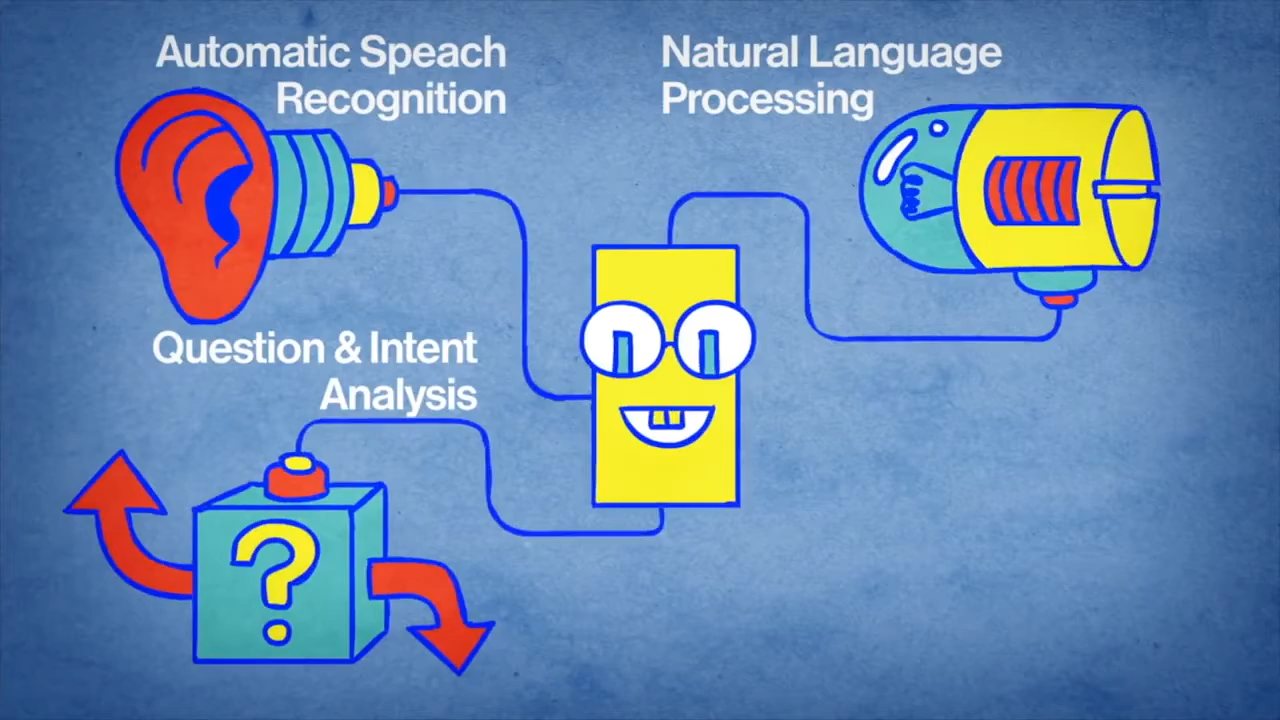 Automatic Speach
Recognition
Natural Language
Processing
Question & Intent
Analysis
?